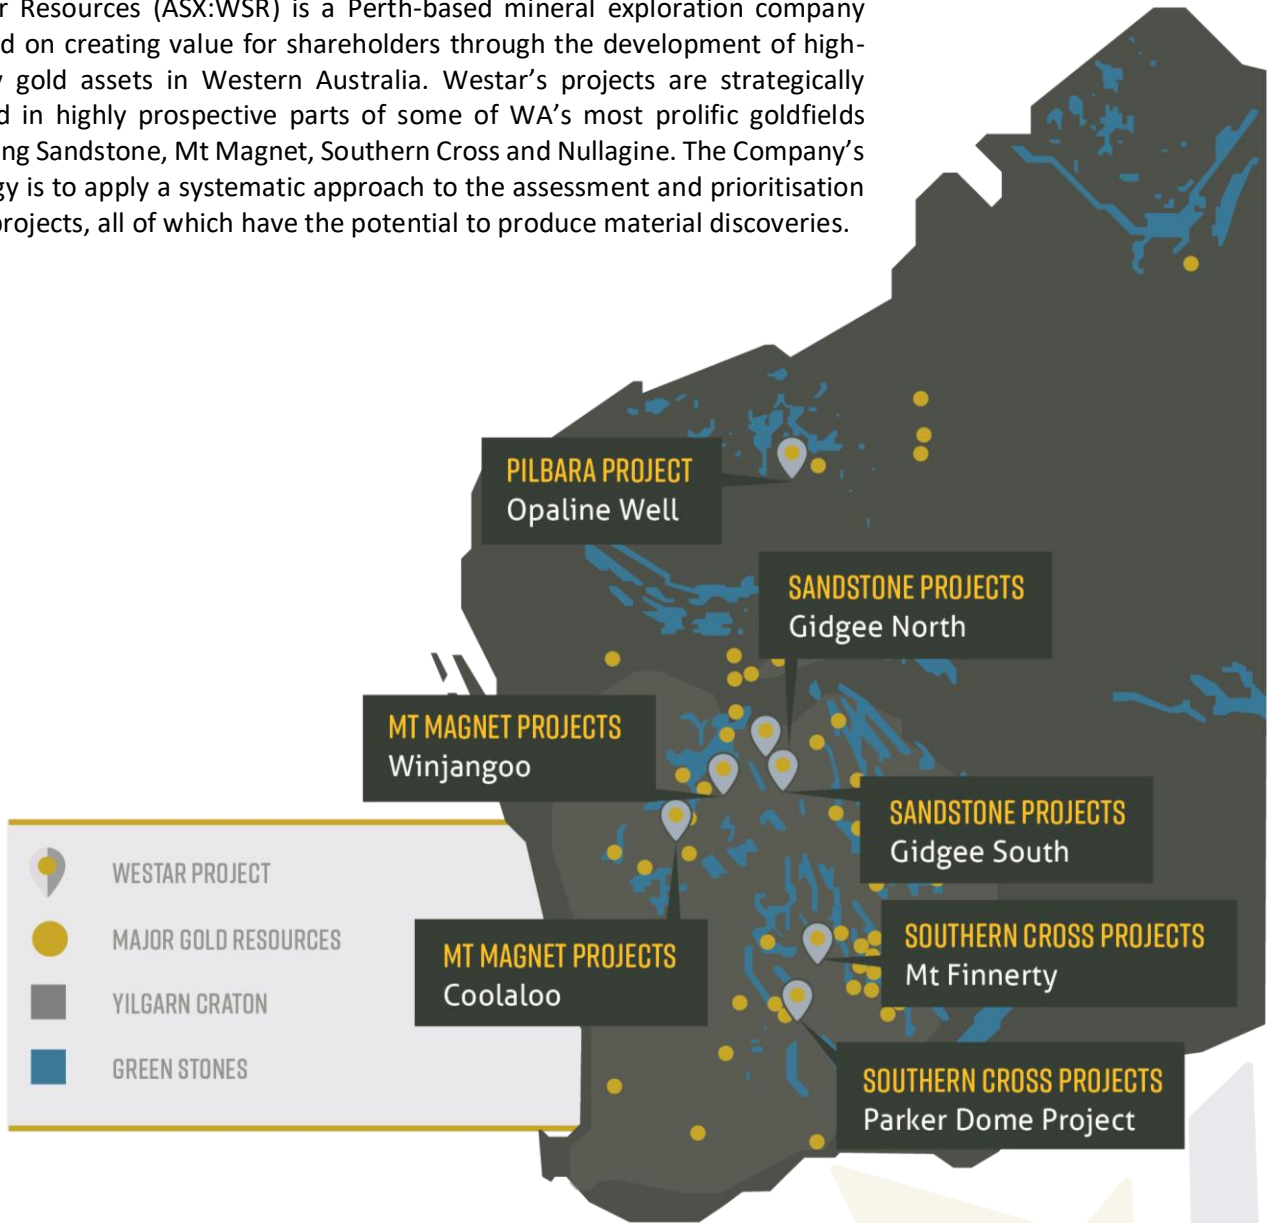 r Resources (ASX:WSR) is a Perth-based mineral exploration company
d on creating value for shareholders through the development of high-
gold assets in Western Australia. Westar’s projects are strategically
d in highly prospective parts of some of WA’s most prolific goldfields
ng Sandstone, Mt Magnet, Southern Cross and Nullagine. The Company’s
gy is to apply a systematic approach to the assessment and prioritisation
projects, all of which have the potential to produce material discoveries.
PILBARA PROJECT
Opaline Well
SANDSTONE PROJECTS
Gidgee North
MT MAGNET PROJECTS
Winjangoo
SANDSTONE PROJECTS
Gidgee South
WESTAR PROJECT
MAJOR GOLD RESOURCES
YILGARN CRATON
GREEN STONES
MT MAGNET PROJECTS
Coolaloo
SOUTHERN CROSS PROJECTS
Mt Finnerty
SOUTHERN CROSS PROJECTS
Parker Dome Project